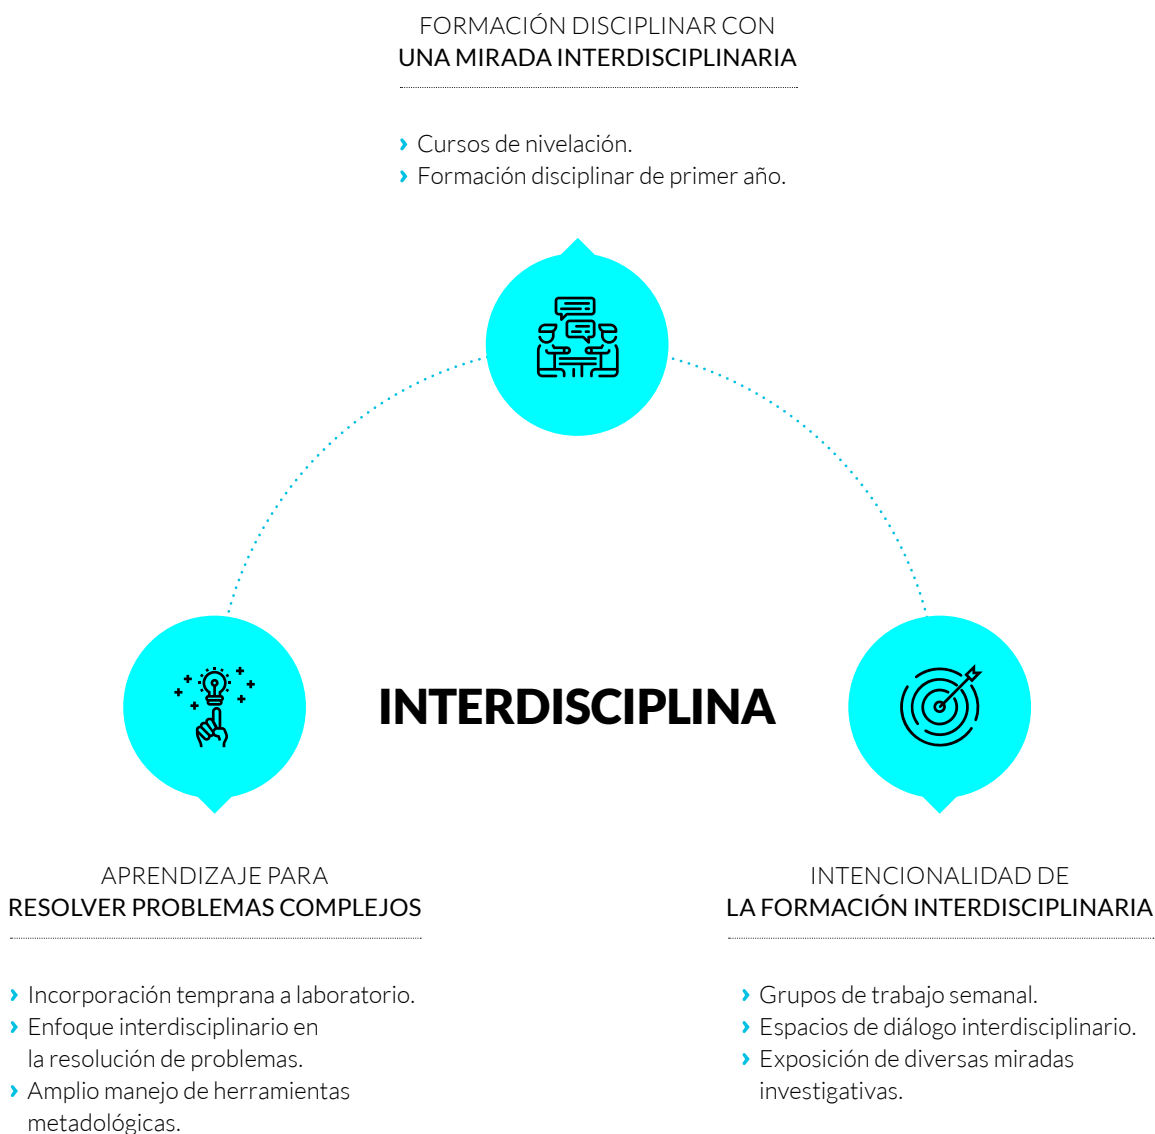 FORMACIÓN DISCIPLINAR CON
UNA MIRADA INTERDISCIPLINARIA
› Cursos de nivelación.
› Formación disciplinar de primer año.
INTERDISCIPLINA
APRENDIZAJE PARA
RESOLVER PROBLEMAS COMPLEJOS
› Incorporación temprana a laboratorio.
› Enfoque interdisciplinario en
la resolución de problemas.
› Amplio manejo de herramientas
metadológicas.
INTENCIONALIDAD DE
LA FORMACIÓN INTERDISCIPLINARIA
› Grupos de trabajo semanal.
› Espacios de diálogo interdisciplinario.
› Exposición de diversas miradas
investigativas.